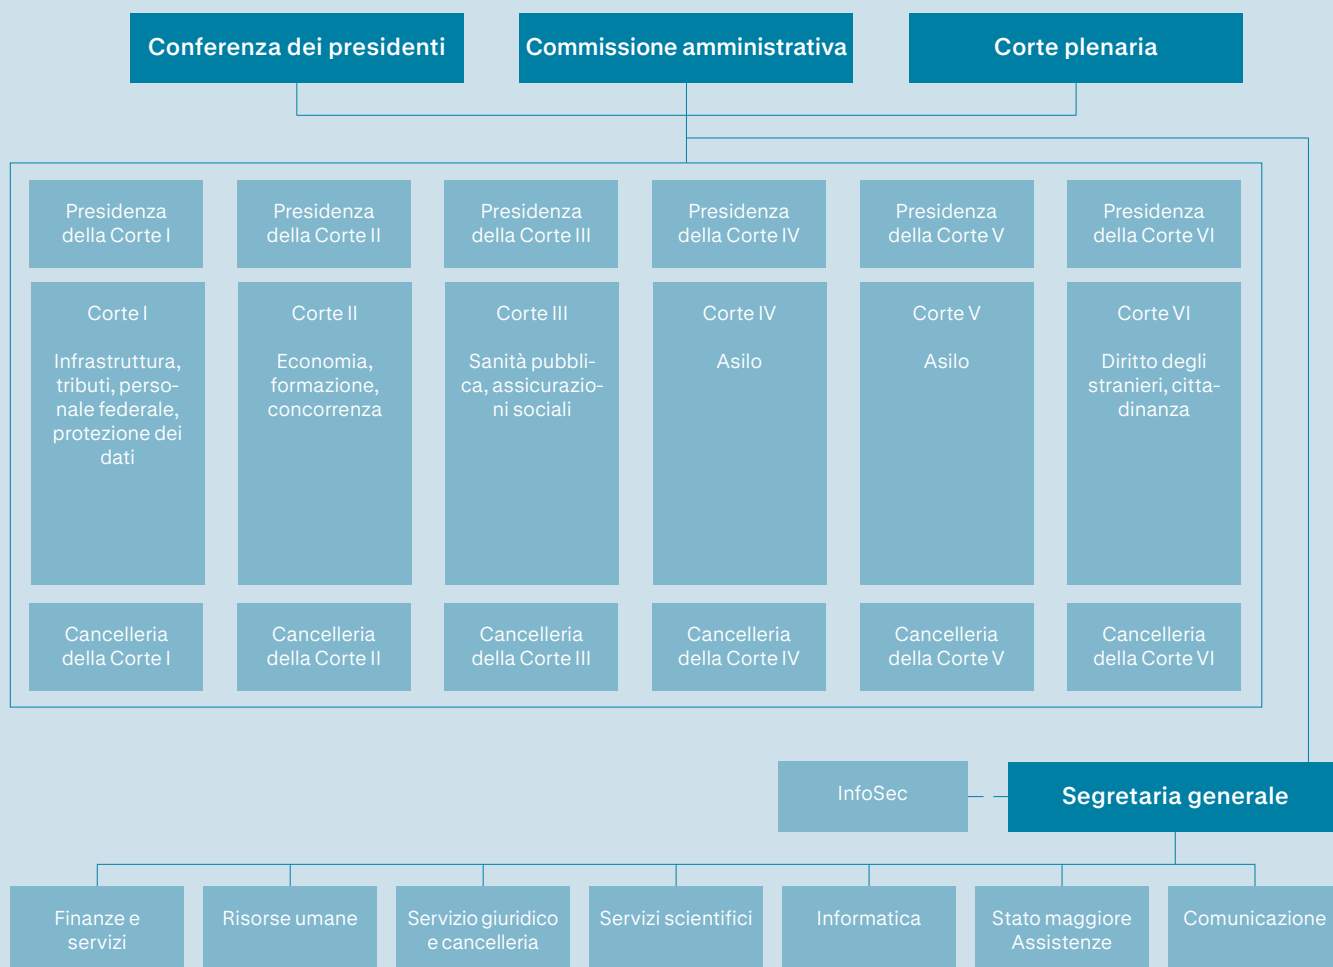 Conferenza dei presidenti
Commissione amministrativa
Corte plenaria
Presidenza
della Corte I
Presidenza
della Corte II
Presidenza
della Corte III
Presidenza
della Corte IV
Presidenza
della Corte V
Presidenza
della Corte VI
Corte I
Infrastruttura,
tributi, perso-
nale federale,
protezione dei
dati
Corte II
Economia,
formazione,
concorrenza
Corte III
Sanità pubbli-
ca, assicurazio-
ni sociali
Corte IV
Asilo
Corte V
Asilo
Corte VI
Diritto degli
stranieri, citta-
dinanza
Cancelleria
della Corte I
Cancelleria
della Corte II
Cancelleria
della Corte III
Cancelleria
della Corte IV
Cancelleria
della Corte V
Cancelleria
della Corte VI
InfoSec
Segretaria generale
Finanze e
servizi
Risorse umane
Servizio giuridico
e cancelleria
Servizi scientifici
Informatica
Stato maggiore
Assistenze
Comunicazione